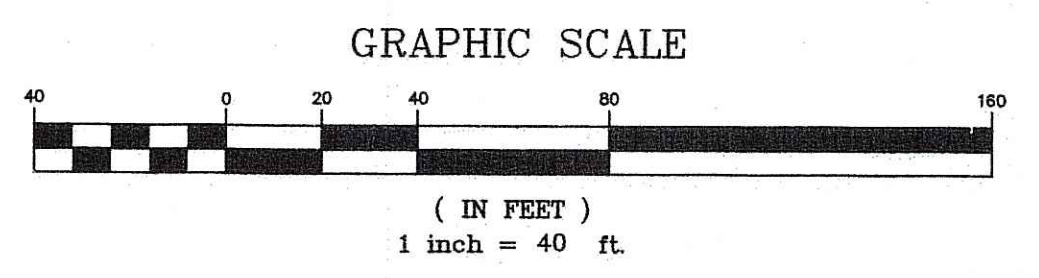 GRAPHIC SCALE
40 0 20 40 80 160
( IN FEET )
1 inch = 40 ft.